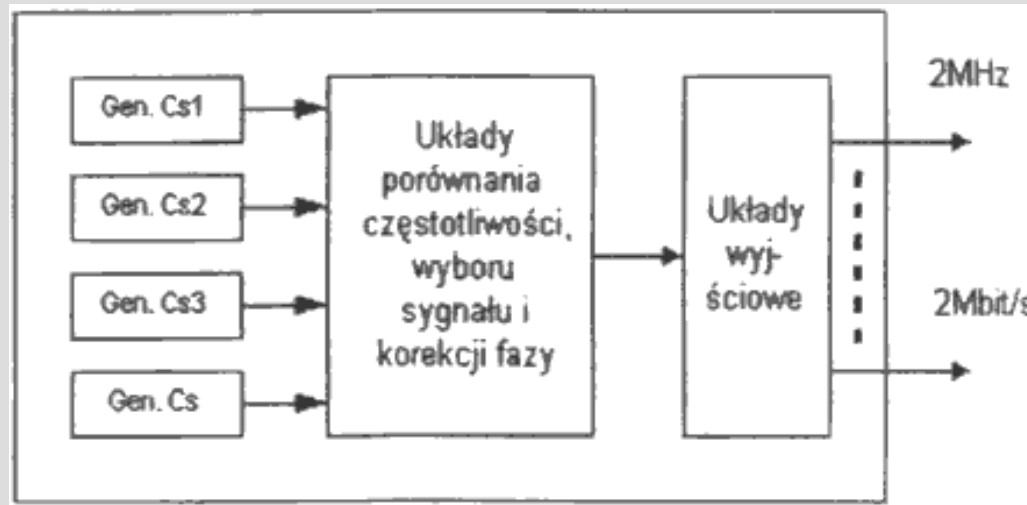 Gen. Cs1
Gen. Cs2
Gen. Cs3
Gen. Cs
Układy
porównania
częstotliwości,
wyboru
sygnału i
korekcji fazy
Układy
wyj-
ściowe
2MHz
2Mbit/s